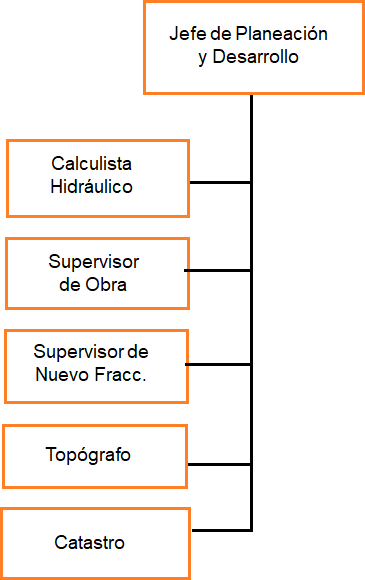 Jefe de Planeación
y Desarrollo
Calculista
Hidráulico
Supervisor
de Obra
Supervisor de
Nuevo Fracc.
Topógrafo
Catastro